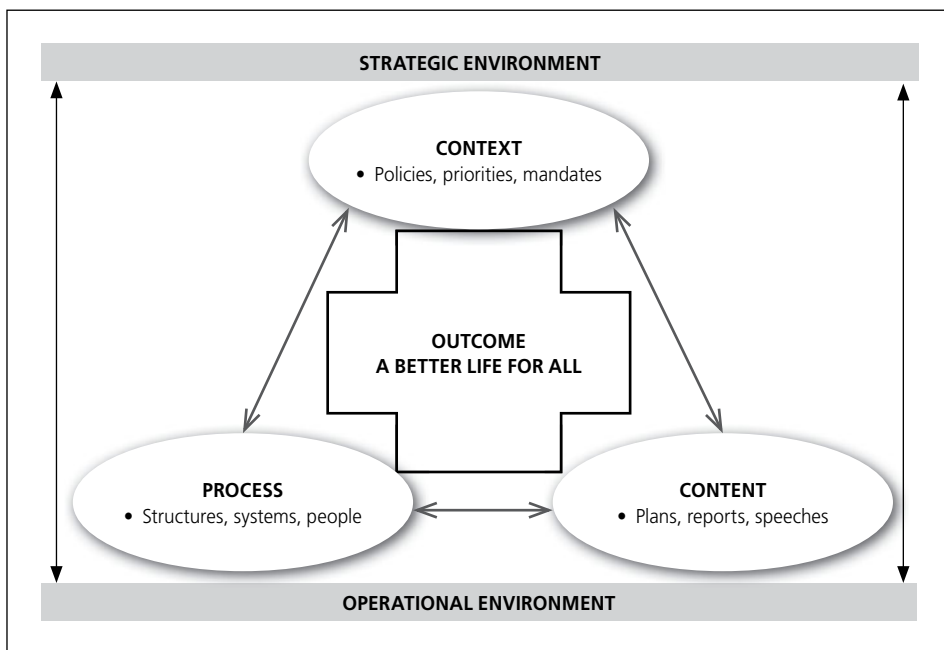 STRATEGIC ENVIRONMENT
CONTEXT
• Policies, priorities, mandates
OUTCOME
A BETTER LIFE FOR ALL
PROCESS
• Structures, systems, people
CONTENT
• Plans, reports, speeches
OPERATIONAL ENVIRONMENT